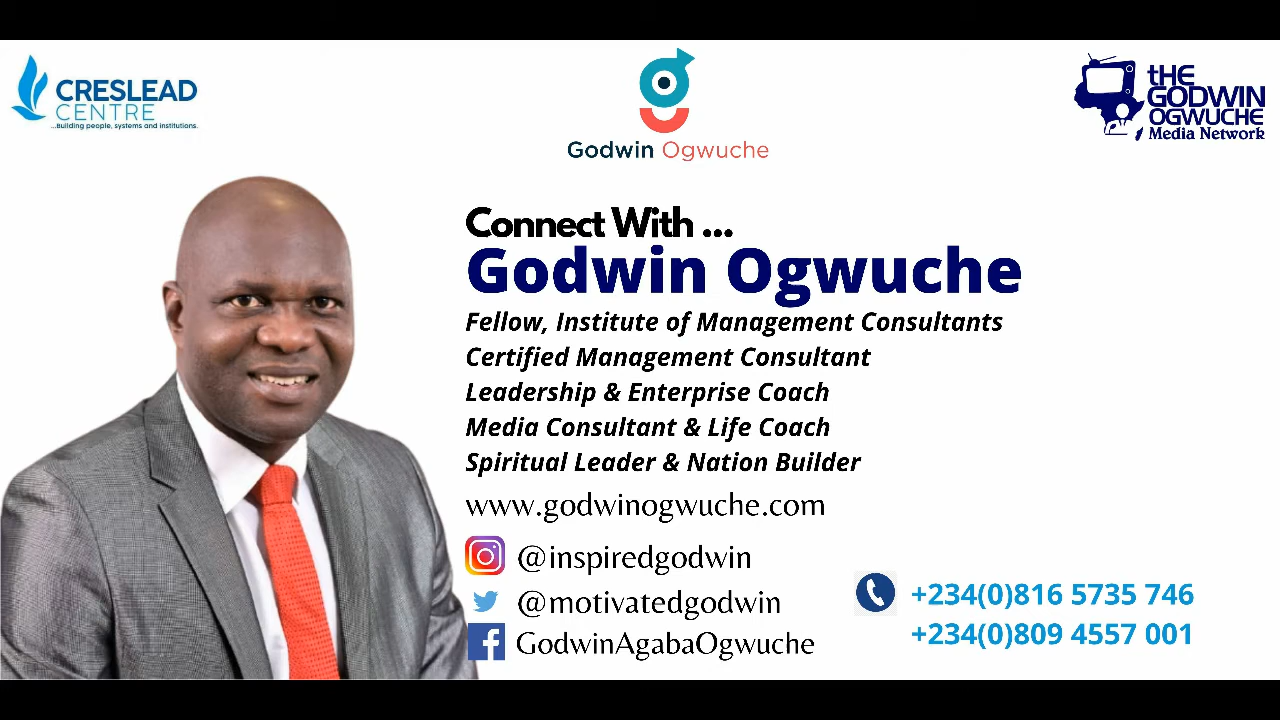 CRESLEAD
CENTRE
...Building people, systems and institutions.
Godwin Ogwuche
THE
GODWIN
OGWUCHE
Media Network
Connect With ...
Godwin Ogwuche
Fellow, Institute of Management Consultants
Certified Management Consultant
Leadership & Enterprise Coach
Media Consultant & Life Coach
Spiritual Leader & Nation Builder
www.godwinogwuche.com
@inspiredgodwin
@motivatedgodwin
GodwinAgabaOgwuche
+234(0)816 5735 746
+234(0)809 4557 001